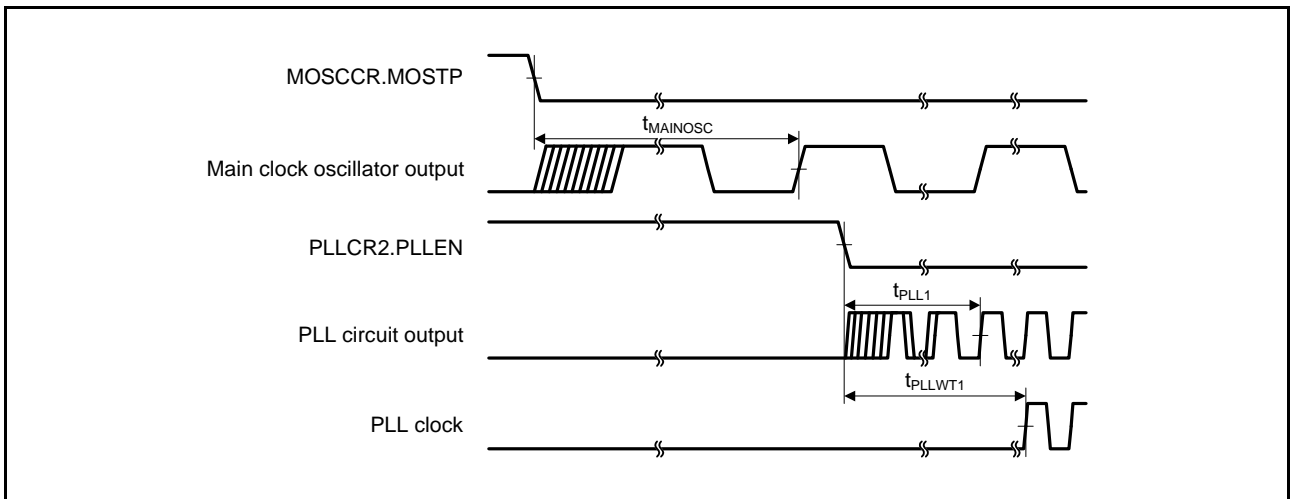 MOSCCR.MOSTP
tMAINOSC
Main clock oscillator output
PLLCR2.PLLEN
tPLL1
PLL circuit output
tPLLWT1
PLL clock